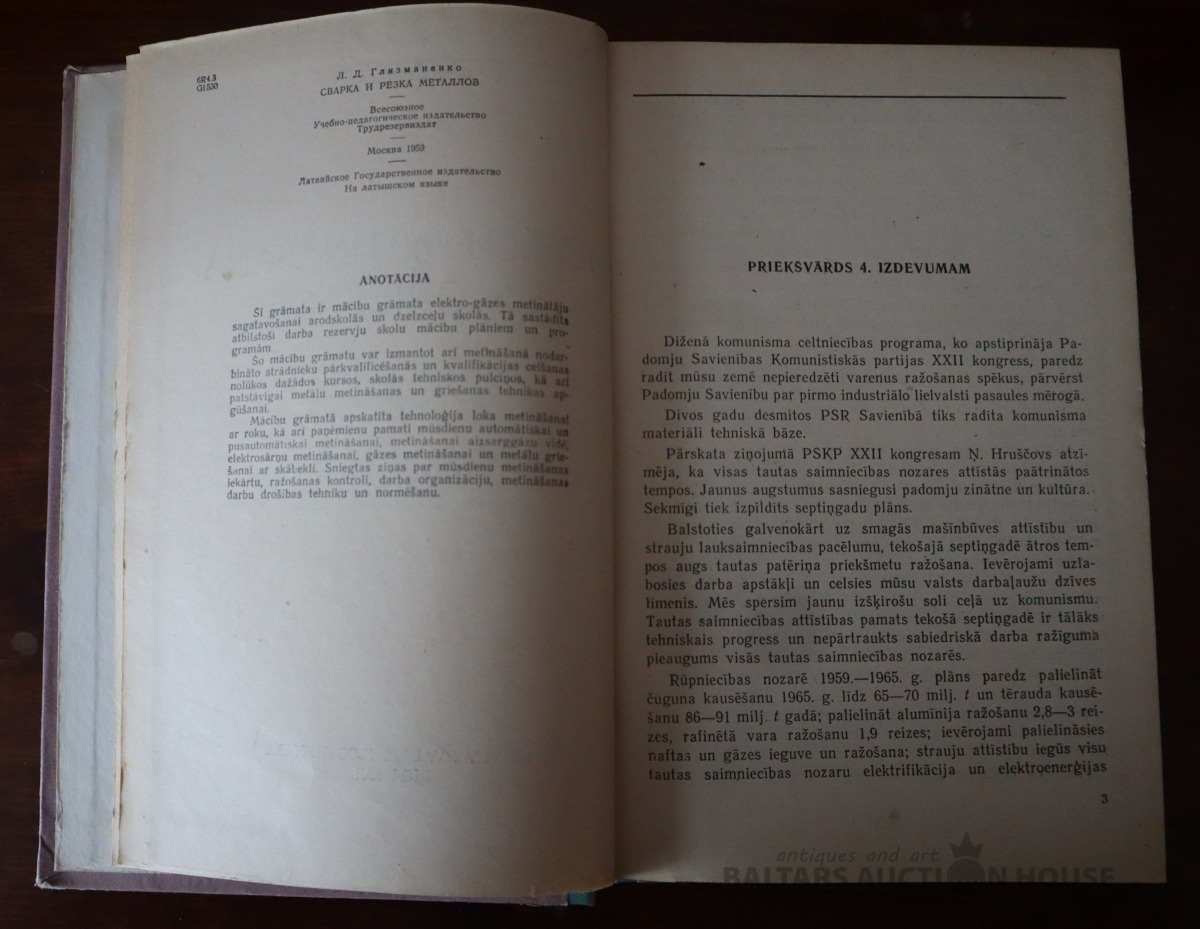 6R4.3
Gl 530
Л. Д. Глизманенко
СВАРКА И РЕЗКА МЕТАЛЛОВ
Всесоюзное
Учебно-педагогическое издательство
Трудрезервиздат
Москва 1959
Латвийское Государственное издательство
На латышском языке
ANOTĀCIJA
Šī grāmata ir mācību grāmata elektro-gāzes metinātāju
sagatavošanai arodskolās un dzelzceļu skolās. Tā sastādīta
atbilstoši darba rezervju skolu mācību plāniem un pro-
gramām.
Šo mācību grāmatu var izmantot arī metināšanā nodar-
bināto strādnieku pārkvalificēšanās un kvalifikācijas celšanas
nolūkos dažādos kursos, skolās tehniskos pulciņos, kā arī
patstāvīgai metālu metināšanas un griešanas tehnikas ap-
gūšanai.
Mācību grāmatā apskatīta tehnoloģija loka metināšanai
ar roku, kā arī paņēmienu pamati mūsdienu automātiskai un
pusautomātiskai metināšanai, metināšanai aizsarggāzu vidē,
elektrosārņu metināšanai, gāzes metināšanai un metālu grie-
šanai ar skābekli. Sniegtas ziņas par mūsdienu metināšanas
iekārtu, ražošanas kontroli, darba organizāciju, metināšanas
darbu drošības tehniku un normēšanu.
PRIEKŠVĀRDS 4. IZDEVUMAM
Diženā komunisma celtniecības programa, ko apstiprināja Pa-
domju Savienības Komunistiskās partijas XXII kongress, paredz
radīt mūsu zemē nepieredzēti varenus ražošanas spēkus, pārvērst
Padomju Savienību par pirmo industriālo lielvalsti pasaules mērogā.
Divos gadu desmitos PSR Savienībā tiks radīta komunisma
materiāli tehniskā bāze.
Pārskata ziņojumā PSKP XXII kongresam Ņ. Hruščovs atzī-
mēja, ka visas tautas saimniecības nozares attīstās paātrinātos
tempos. Jaunus augstumus sasniegusi padomju zinātne un kultūra.
Sekmīgi tiek izpildīts septiņgadu plāns.
Balstoties galvenokārt uz smagās mašīnbūves attīstību un
strauju lauksaimniecības pacēlumu, tekošajā septiņgadē ātros tem-
pos augs tautas patēriņa priekšmetu ražošana. Ievērojami uzla-
bosies darba apstākļi un celsies mūsu valsts darbaļaužu dzīves
līmenis. Mēs spersim jaunu izšķirošu soli ceļā uz komunismu.
Tautas saimniecības attīstības pamats tekošā septiņgadē ir tālāks
tehniskais progress un nepārtraukts sabiedriskā darba ražīguma
pieaugums visās tautas saimniecības nozarēs.
Rūpniecības nozarē 1959.—1965. g. plāns paredz palielināt
čuguna kausēšanu 1965. g. līdz 65—70 milj. t un tērauda kausē-
šanu 86—91 milj. t gadā; palielināt alumīnija ražošanu 2,8—3 rei-
zes, rafinētā vara ražošanu 1,9 reizes; ievērojami palielināsies
naftas un gāzes ieguve un ražošana; strauju attīstību iegūs visu
tautas saimniecības nozaru elektrifikācija un elektroenerģijas
3
antiques and art
BALTARS AUCTION HOUSE